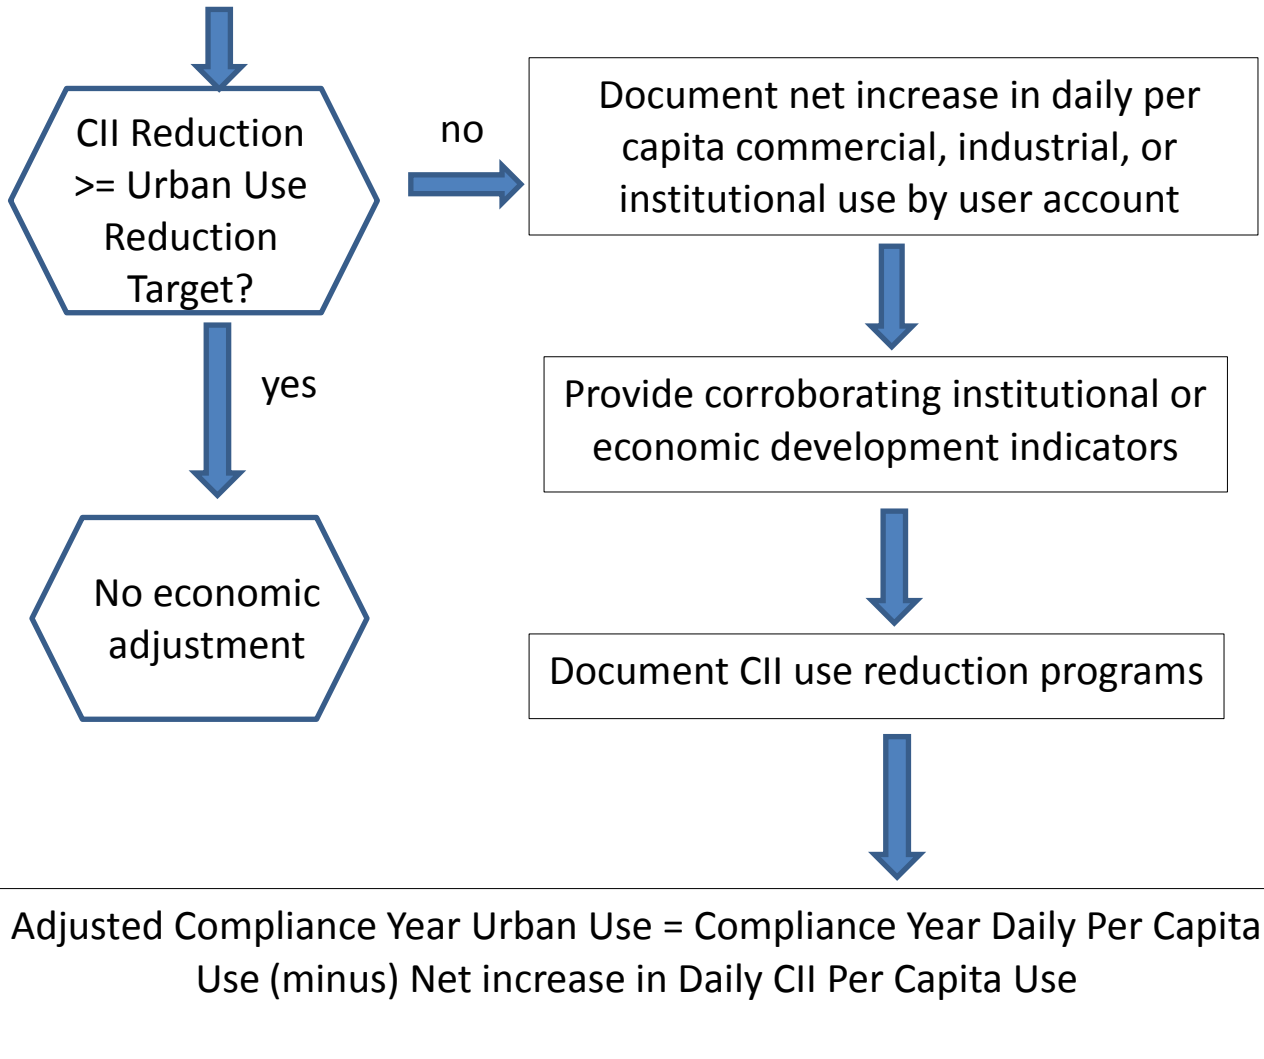 CII Reduction
>= Urban Use
Reduction
Target?
no
Document net increase in daily per
capita commercial, industrial, or
institutional use by user account
yes
Provide corroborating institutional or
economic development indicators
No economic
adjustment
Document CII use reduction programs
Adjusted Compliance Year Urban Use = Compliance Year Daily Per Capita
Use (minus) Net increase in Daily CII Per Capita Use